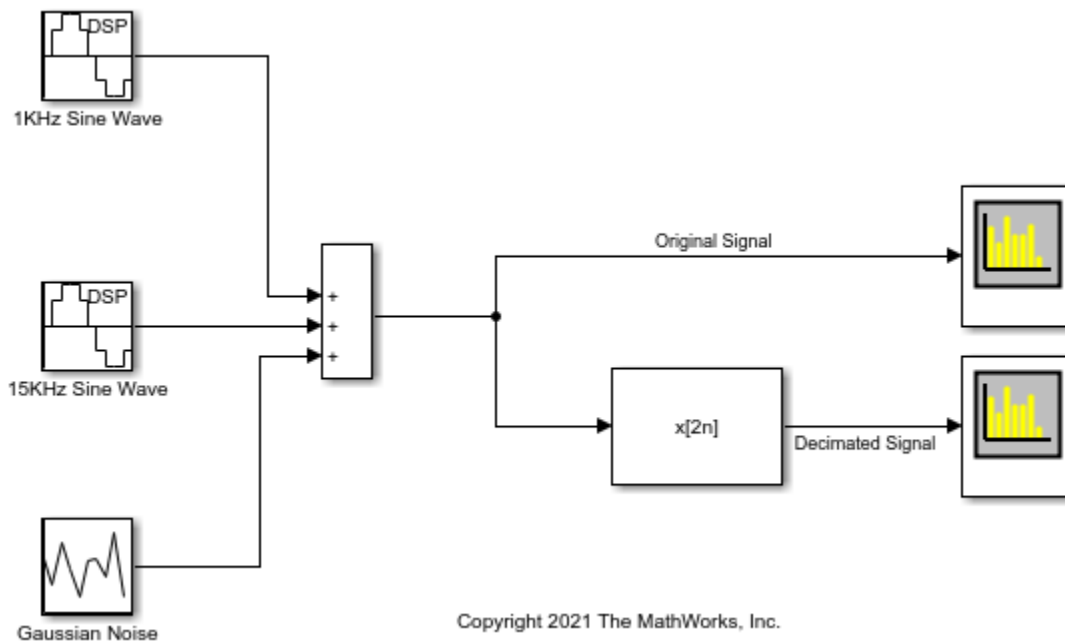 DSP
1KHz Sine Wave
Original Signal
+
DSP
+
+
15KHz Sine Wave
x[2n]
Decimated Signal
Gaussian Noise
Copyright 2021 The MathWorks, Inc.